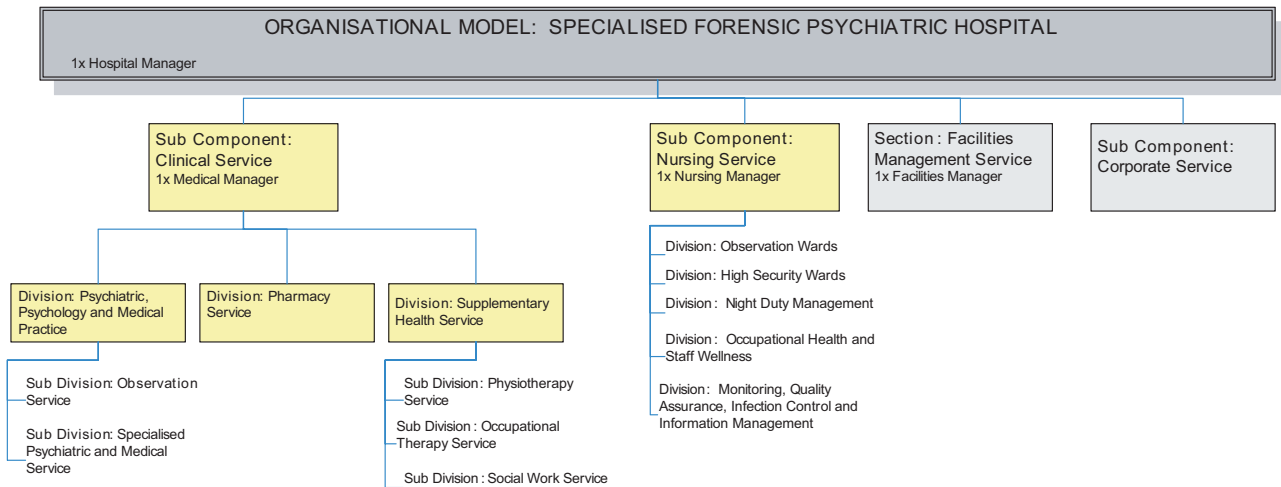 ORGANISATIONAL MODEL: SPECIALISED FORENSIC PSYCHIATRIC HOSPITAL
1x Hospital Manager
Sub Component:
Clinical Service
1x Medical Manager
Sub Component:
Nursing Service
1x Nursing Manager
Section : Facilities
Management Service
1x Facilities Manager
Sub Component:
Corporate Service
Division: Psychiatric,
Psychology and Medical
Practice
Division: Pharmacy
Service
Division: Supplementary
Health Service
Sub Division: Observation
Service
Sub Division: Specialised
Psychiatric and Medical
Service
Sub Division : Physiotherapy
Service
Sub Division : Occupational
Therapy Service
Sub Division : Social Work Service
Division : Observation Wards
Division : High Security Wards
Division : Night Duty Management
Division : Occupational Health and
Staff Wellness
Division : Monitoring, Quality
Assurance, Infection Control and
Information Management